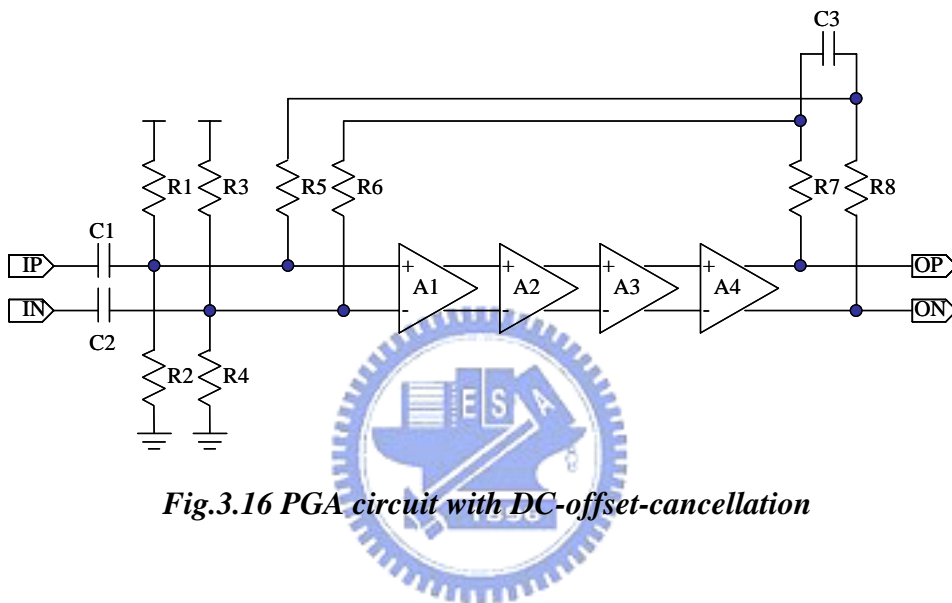 C3
R1
R3
R5
R6
R7
R8
C1
IP
IN
C2
+
-
A1
+
-
A2
+
-
A3
+
-
A4
OP
ON
R2
R4
E S A
Fig.3.16 PGA circuit with DC-offset-cancellation
1896